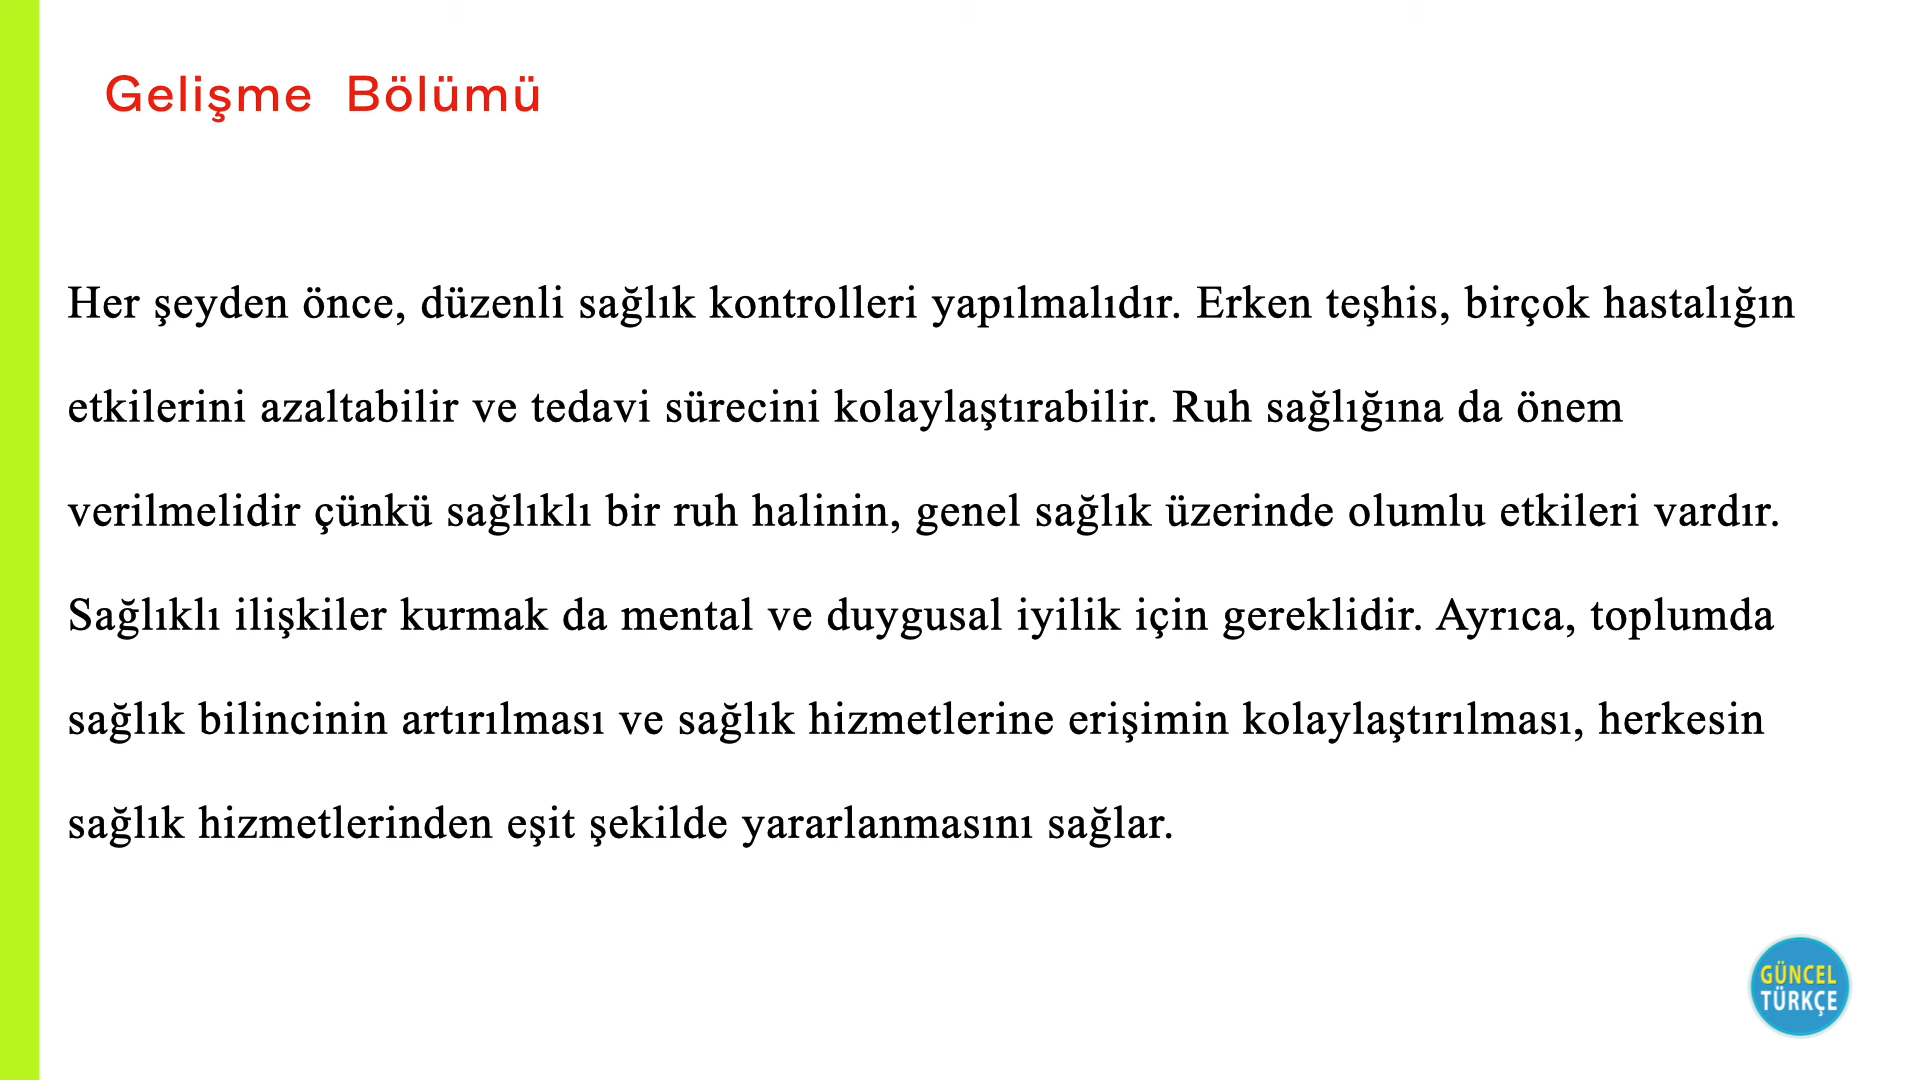 Gelişme Bölümü
Her şeyden önce, düzenli sağlık kontrolleri yapılmalıdır. Erken teşhis, birçok hastalığın
etkilerini azaltabilir ve tedavi sürecini kolaylaştırabilir. Ruh sağlığına da önem
verilmelidir çünkü sağlıklı bir ruh halinin, genel sağlık üzerinde olumlu etkileri vardır.
Sağlıklı ilişkiler kurmak da mental ve duygusal iyilik için gereklidir. Ayrıca, toplumda
sağlık bilincinin artırılması ve sağlık hizmetlerine erişimin kolaylaştırılması, herkesin
sağlık hizmetlerinden eşit şekilde yararlanmasını sağlar.
GÜNCEL
TÜRKÇE